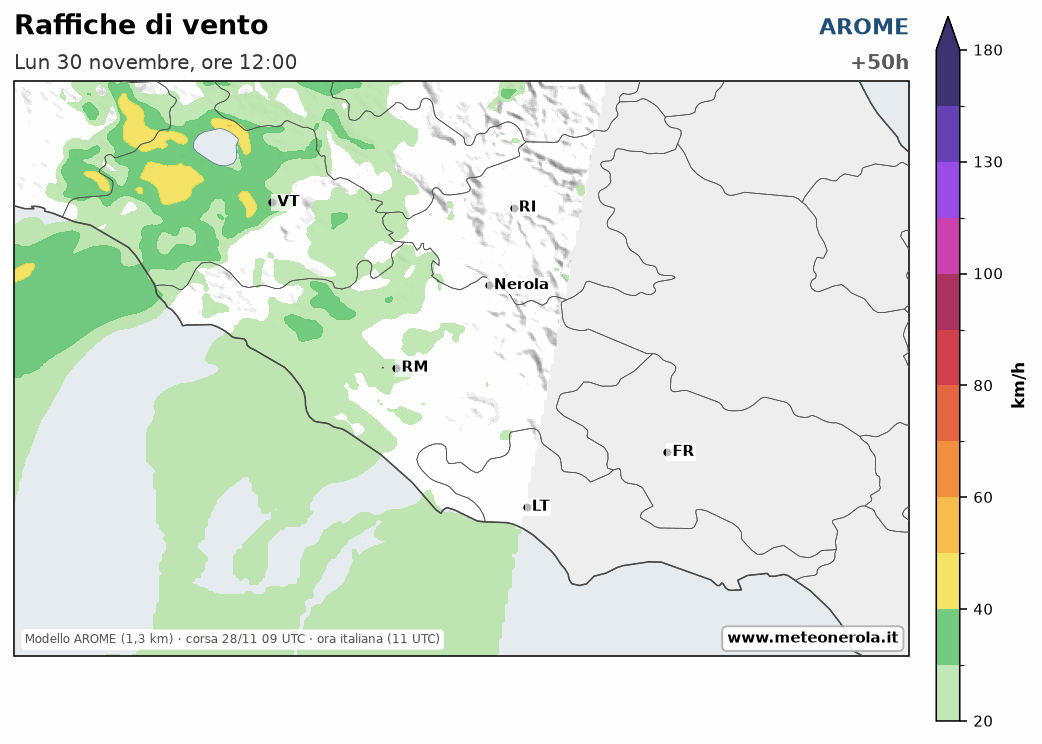 Raffiche di vento
AROME
Lun 30 novembre, ore 12:00
+50h
180
130
100
80
60
40
20
km/h
VT
RI
Nerola
RM
FR
LT
Modello AROME (1,3 km) · corsa 28/11 09 UTC · ora italiana (11 UTC)
www.meteonerola.it